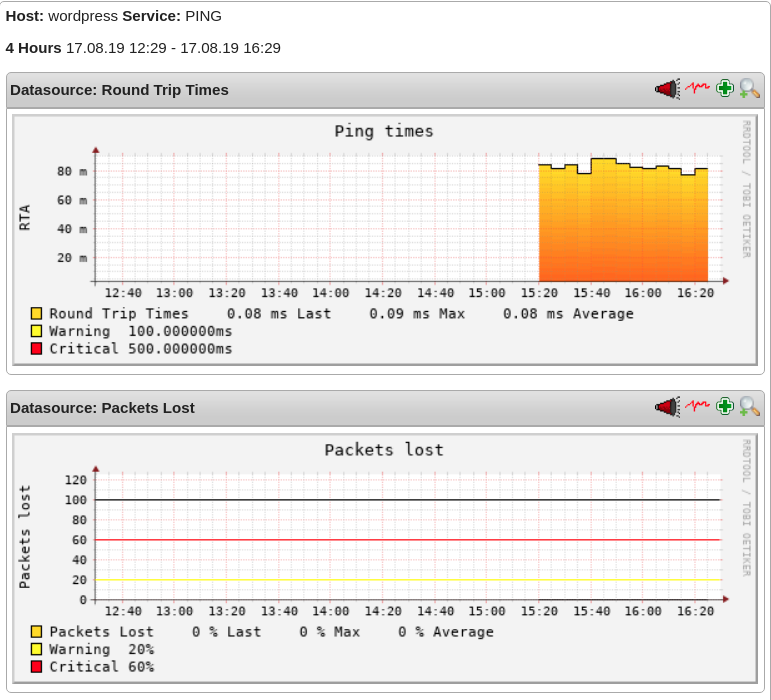 Host: wordpress Service: PING
4 Hours 17.08.19 12:29 - 17.08.19 16:29
Datasource: Round Trip Times
Ping times
RRDTOOL / TOBI OETIKER
RTA
80 m
60 m
40 m
20 m
12:40 13:00 13:20 13:40 14:00 14:20 14:40 15:00 15:20 15:40 16:00 16:20
Round Trip Times 0.08 ms Last 0.09 ms Max 0.08 ms Average
Warning 100.000000ms
Critical 500.000000ms
Datasource: Packets Lost
Packets lost
RRDTOOL / TOBI OETIKER
Packets lost
120
100
80
60
40
20
0
12:40 13:00 13:20 13:40 14:00 14:20 14:40 15:00 15:20 15:40 16:00 16:20
Packets Lost 0 % Last 0 % Max 0 % Average
Warning 20%
Critical 60%